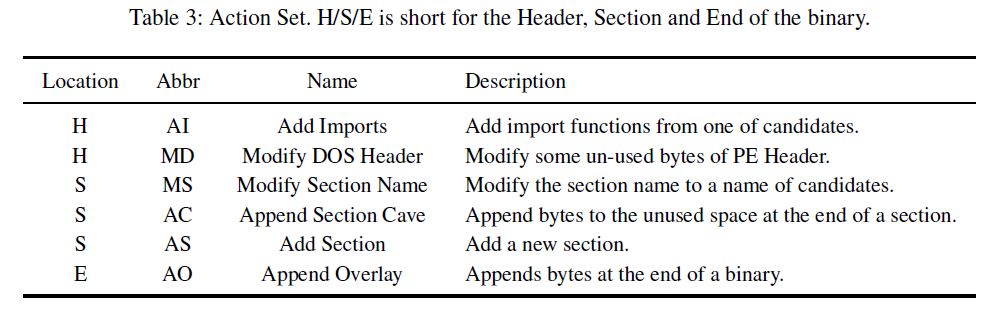 Table 3: Action Set. H/S/E is short for the Header, Section and End of the binary.
Location Abbr Name Description
H AI Add Imports Add import functions from one of candidates.
H MD Modify DOS Header Modify some un-used bytes of PE Header.
S MS Modify Section Name Modify the section name to a name of candidates.
S AC Append Section Cave Append bytes to the unused space at the end of a section.
S AS Add Section Add a new section.
E AO Append Overlay Appends bytes at the end of a binary.